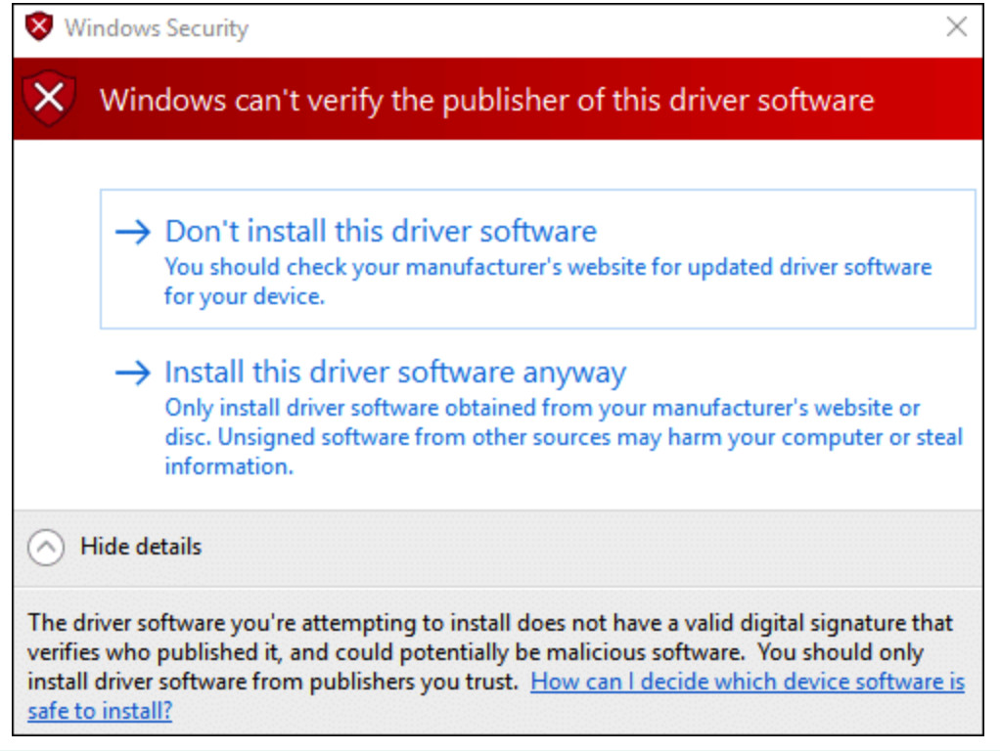 Windows Security
Windows can't verify the publisher of this driver software
Don't install this driver software
You should check your manufacturer's website for updated driver software
for your device.
Install this driver software anyway
Only install driver software obtained from your manufacturer's website or
disc. Unsigned software from other sources may harm your computer or steal
information.
Hide details
The driver software you're attempting to install does not have a valid digital signature that
verifies who published it, and could potentially be malicious software.  You should only
install driver software from publishers you trust.  How can I decide which device software is
safe to install?